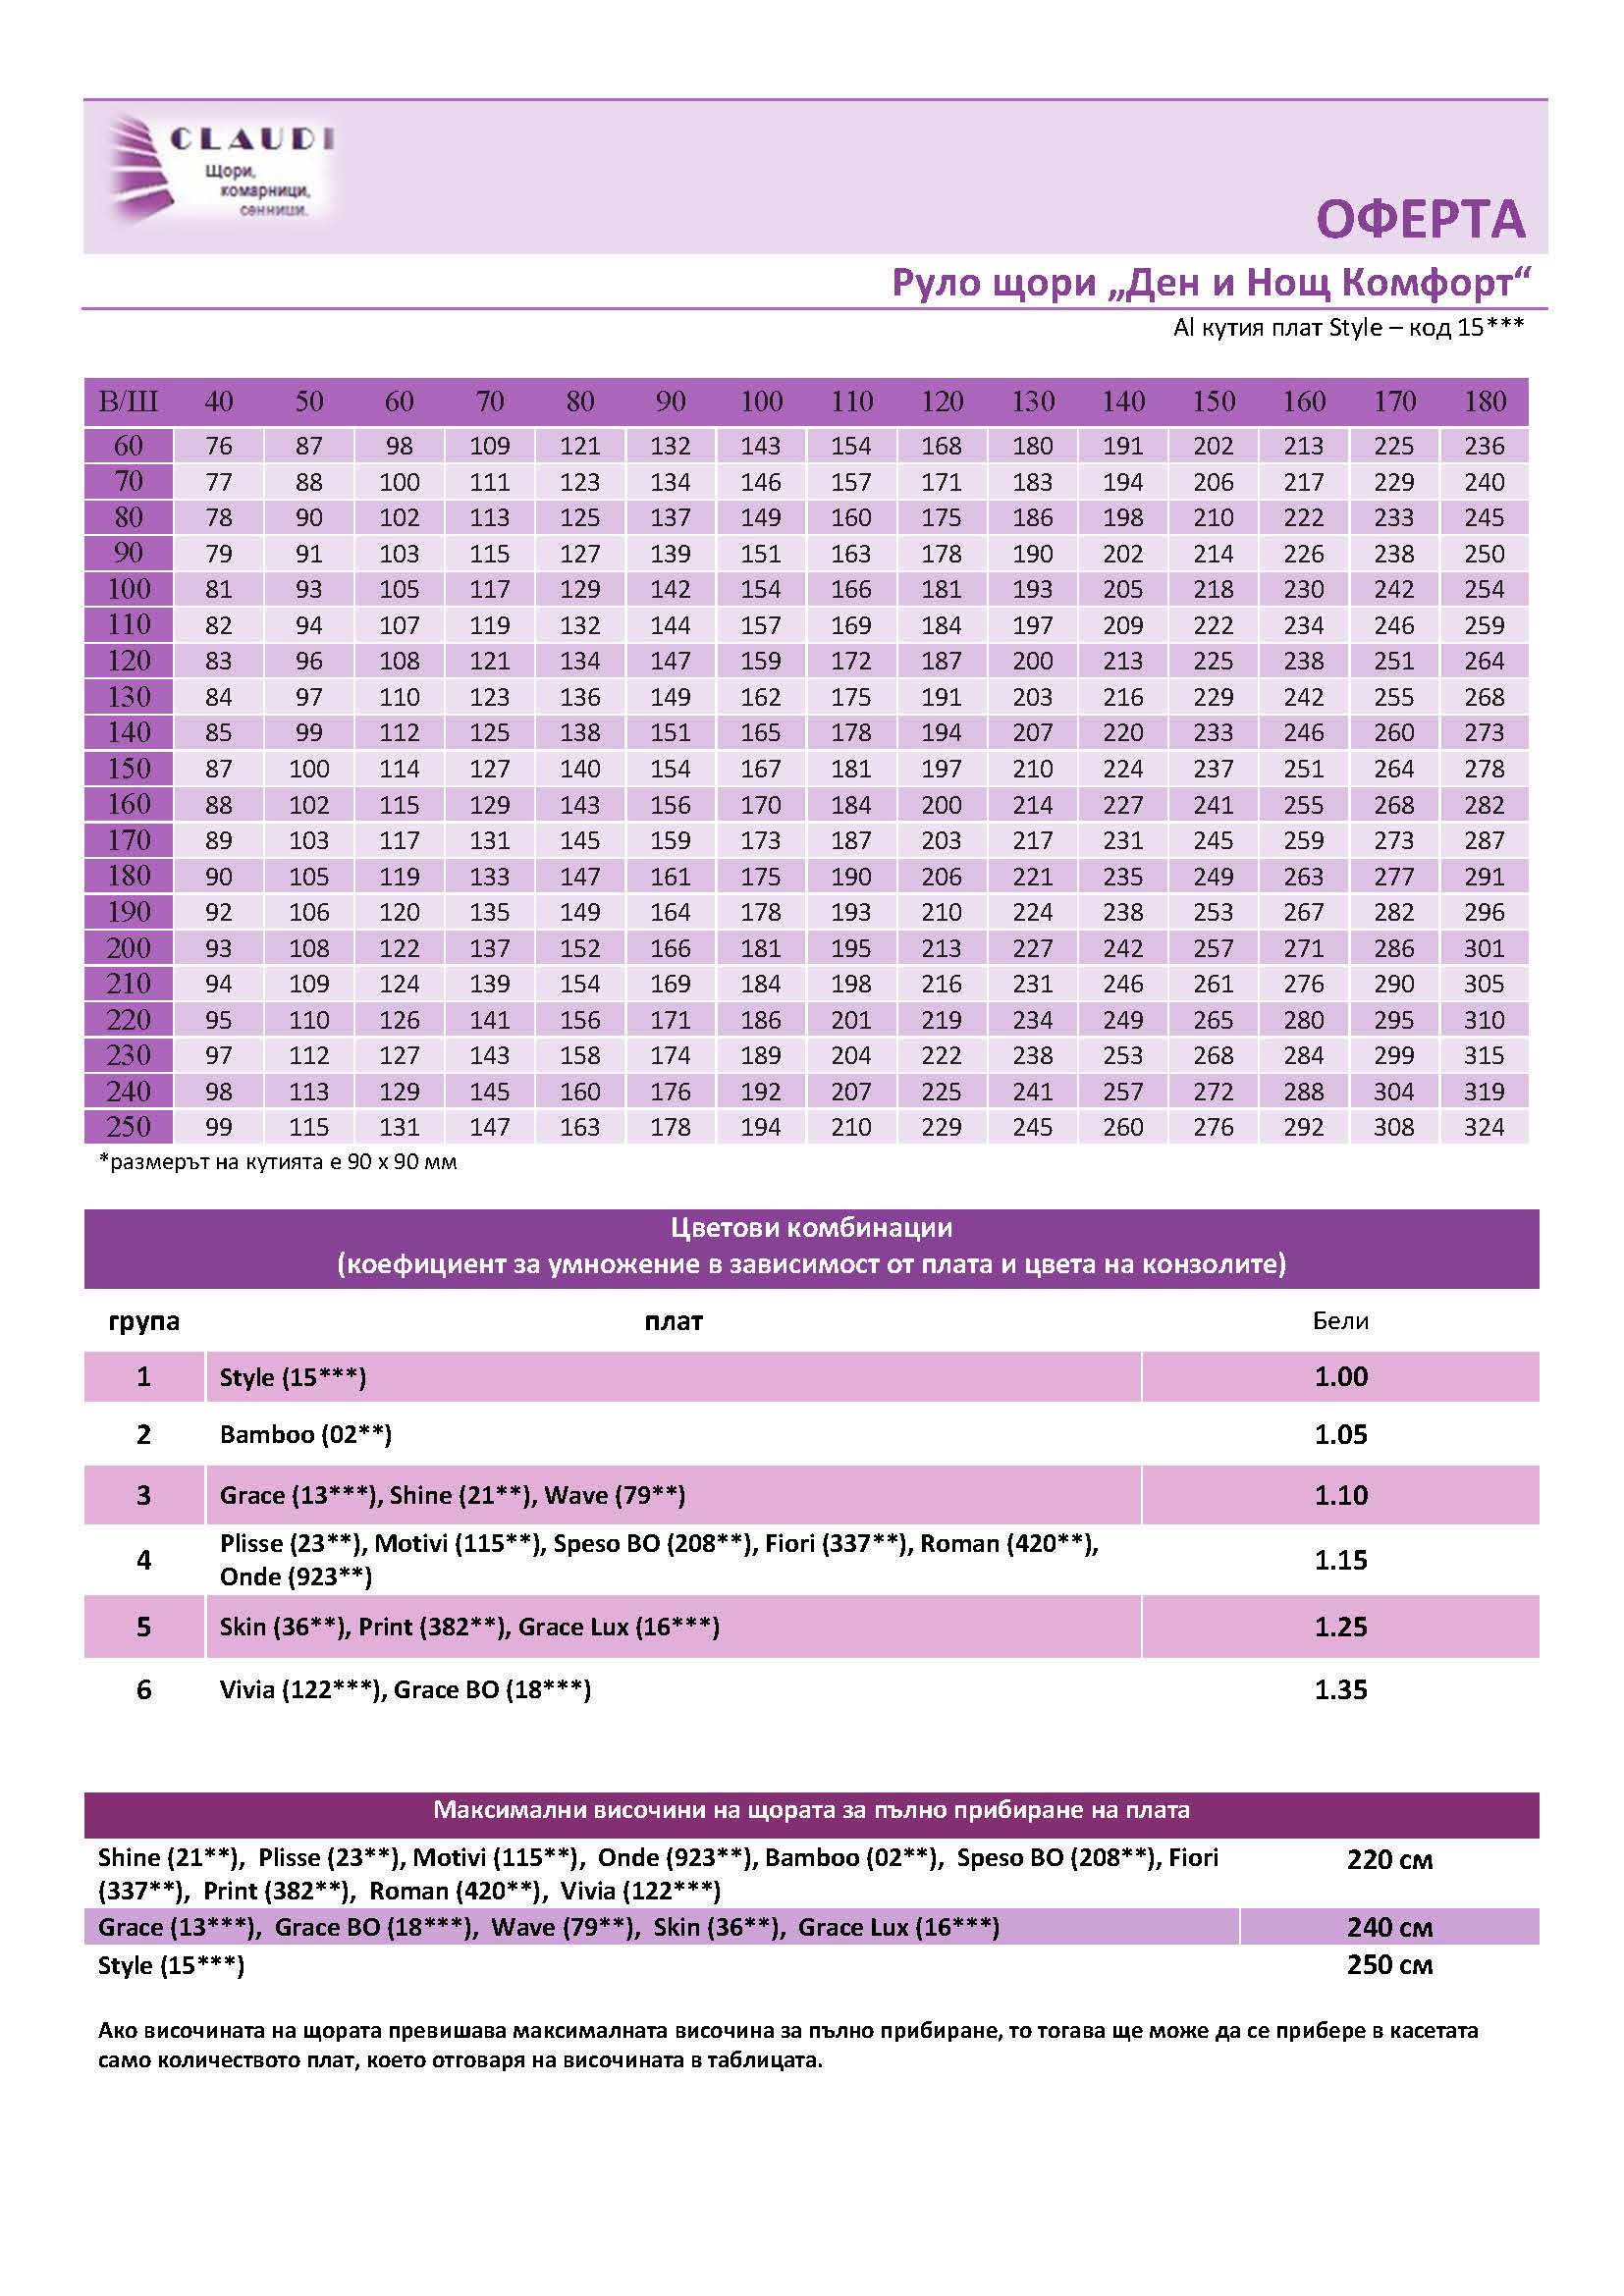 CLAUDI
Щори,
комарници,
сенници.
ОФЕРТА
Руло щори „Ден и Нощ Комфорт“
Al кутия плат Style – код 15***
В/Ш 40 50 60 70 80 90 100 110 120 130 140 150 160 170 180
60 76 87 98 109 121 132 143 154 168 180 191 202 213 225 236
70 77 88 100 111 123 134 146 157 171 183 194 206 217 229 240
80 78 90 102 113 125 137 149 160 175 186 198 210 222 233 245
90 79 91 103 115 127 139 151 163 178 190 202 214 226 238 250
100 81 93 105 117 129 142 154 166 181 193 205 218 230 242 254
110 82 94 107 119 132 144 157 169 184 197 209 222 234 246 259
120 83 96 108 121 134 147 159 172 187 200 213 225 238 251 264
130 84 97 110 123 136 149 162 175 191 203 216 229 242 255 268
140 85 99 112 125 138 151 165 178 194 207 220 233 246 260 273
150 87 100 114 127 140 154 167 181 197 210 224 237 251 264 278
160 88 102 115 129 143 156 170 184 200 214 227 241 255 268 282
170 89 103 117 131 145 159 173 187 203 217 231 245 259 273 287
180 90 105 119 133 147 161 175 190 206 221 235 249 263 277 291
190 92 106 120 135 149 164 178 193 210 224 238 253 267 282 296
200 93 108 122 137 152 166 181 195 213 227 242 257 271 286 301
210 94 109 124 139 154 169 184 198 216 231 246 261 276 290 305
220 95 110 126 141 156 171 186 201 219 234 249 265 280 295 310
230 97 112 127 143 158 174 189 204 222 238 253 268 284 299 315
240 98 113 129 145 160 176 192 207 225 241 257 272 288 304 319
250 99 115 131 147 163 178 194 210 229 245 260 276 292 308 324
*размерът на кутията е 90 х 90 мм
Цветови комбинации
(коефициент за умножение в зависимост от плата и цвета на конзолите)
група плат Бели
1 Style (15***) 1.00
2 Bamboo (02**) 1.05
3 Grace (13***), Shine (21**), Wave (79**) 1.10
4 Plisse (23**), Motivi (115**), Speso BO (208**), Fiori (337**), Roman (420**),
Onde (923**) 1.15
5 Skin (36**), Print (382**), Grace Lux (16***) 1.25
6 Vivia (122***), Grace BO (18***) 1.35
Максимални височини на щората за пълно прибиране на плата
Shine (21**), Plisse (23**), Motivi (115**), Onde (923**), Bamboo (02**), Speso BO (208**), Fiori 220 см
(337**), Print (382**), Roman (420**), Vivia (122***)
Grace (13***), Grace BO (18***), Wave (79**), Skin (36**), Grace Lux (16***) 240 см
Style (15***) 250 см
Ако височината на щората превишава максималната височина за пълно прибиране, то тогава ще може да се прибере в касетата
само количеството плат, което отговаря на височината в таблицата.